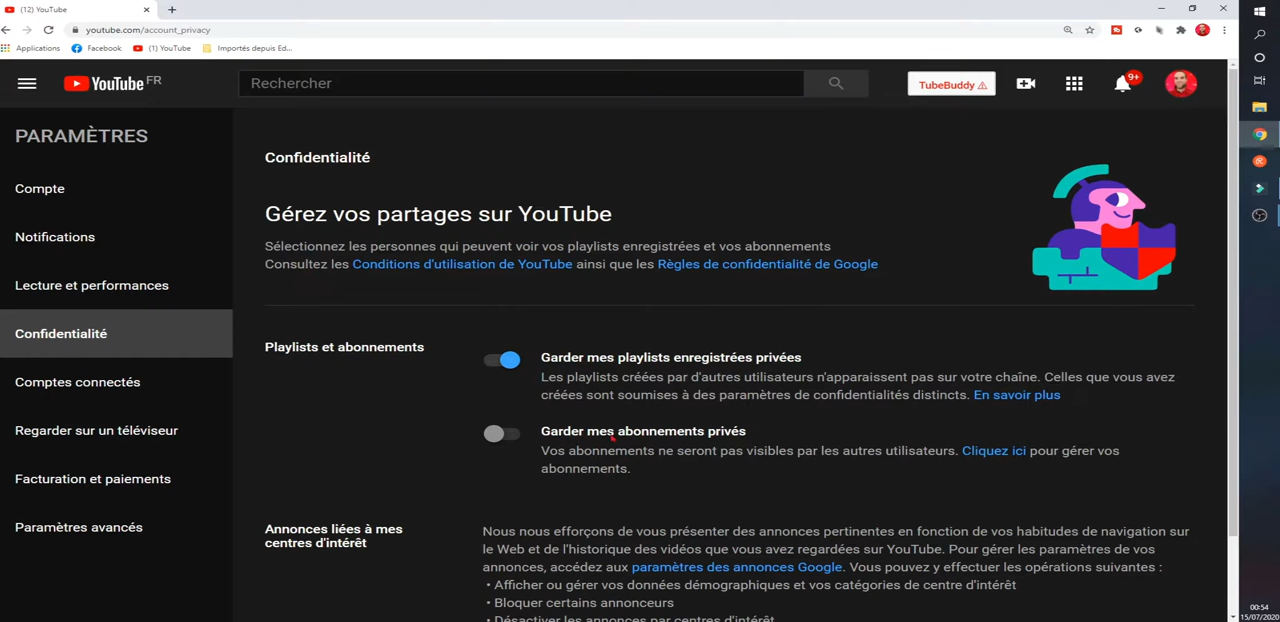 (12) YouTube
youtube.com/account_privacy
Applications
Facebook
(1) YouTube
Importés depuis Ed...
YouTube FR
Rechercher
TubeBuddy
9+
PARAMÈTRES
Compte
Notifications
Lecture et performances
Confidentialité
Comptes connectés
Regarder sur un téléviseur
Facturation et paiements
Paramètres avancés
Confidentialité
Gérez vos partages sur YouTube
Sélectionnez les personnes qui peuvent voir vos playlists enregistrées et vos abonnements
Consultez les Conditions d'utilisation de YouTube ainsi que les Règles de confidentialité de Google
Playlists et abonnements
Garder mes playlists enregistrées privées
Les playlists créées par d'autres utilisateurs n'apparaissent pas sur votre chaîne. Celles que vous avez
créées sont soumises à des paramètres de confidentialités distincts. En savoir plus
Garder mes abonnements privés
Vos abonnements ne seront pas visibles par les autres utilisateurs. Cliquez ici pour gérer vos
abonnements.
Annonces liées à mes
centres d'intérêt
Nous nous efforçons de vous présenter des annonces pertinentes en fonction de vos habitudes de navigation sur
le Web et de l'historique des vidéos que vous avez regardées sur YouTube. Pour gérer les paramètres de vos
annonces, accédez aux paramètres des annonces Google. Vous pouvez y effectuer les opérations suivantes :
• Afficher ou gérer vos données démographiques et vos catégories de centre d'intérêt
• Bloquer certains annonceurs
• Désactiver les annonces par centres d'intérêt
00:54
15/07/2020